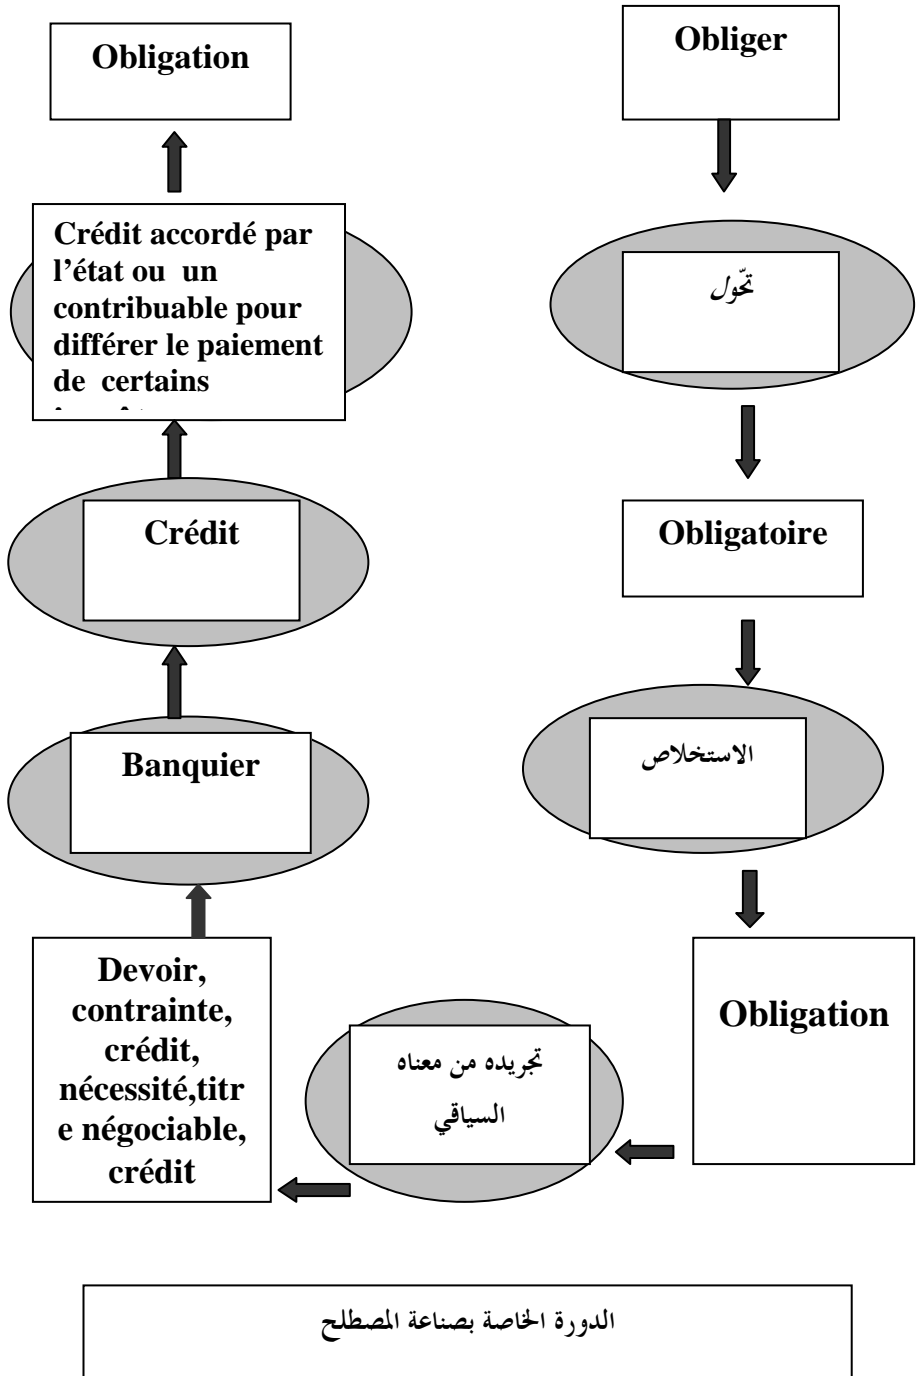 Obliger
تحّول
Obligatoire
الاستخلاص
Obligation
تجريده من معناه
السياقي
Devoir,
contrainte,
crédit,
nécessité,titr
e négociable,
crédit
Banquier
Crédit
Crédit accordé par
l’état ou un
contribuable pour
différer le paiement
de certains
Obligation
الدورة الخاصة بصناعة المصطلح